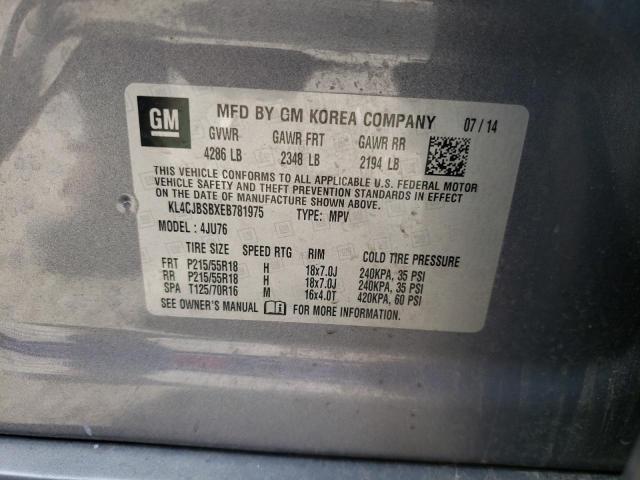 GM
MFD BY GM KOREA COMPANY 07/14
GVWR GAWR FRT GAWR RR
4286 LB 2348 LB 2194 LB
THIS VEHICLE CONFORMS TO ALL APPLICABLE U.S. FEDERAL MOTOR
VEHICLE SAFETY AND THEFT PREVENTION STANDARDS IN EFFECT
ON THE DATE OF MANUFACTURE SHOWN ABOVE.
KL4CJBSBXEB781975 TYPE: MPV
MODEL: 4JU76
TIRE SIZE SPEED RTG RIM COLD TIRE PRESSURE
FRT P215/55R18 H 18x7.0J 240KPA, 35 PSI
RR P215/55R18 H 18x7.0J 240KPA, 35 PSI
SPA T125/70R16 M 16x4.0T 420KPA, 60 PSI
SEE OWNER'S MANUAL FOR MORE INFORMATION.